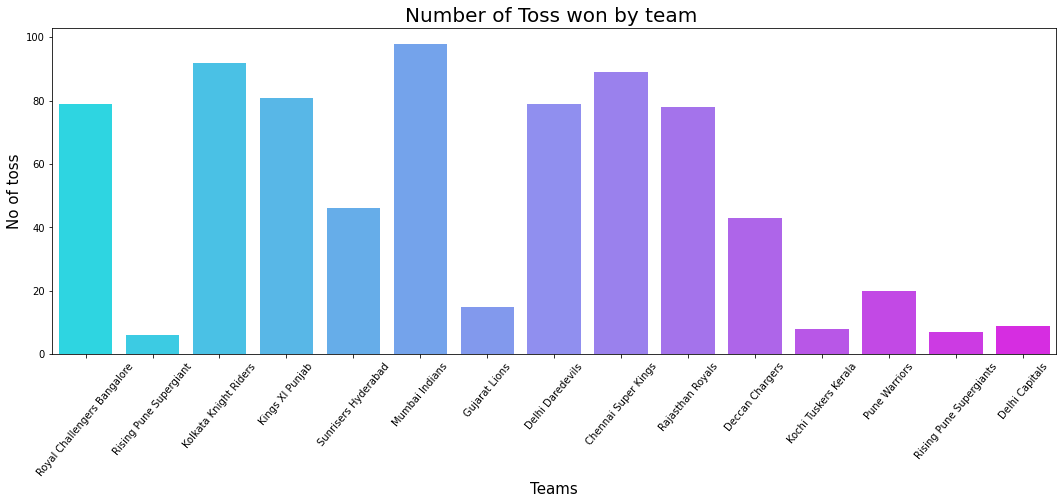 Number of Toss won by team
No of toss
100
80
60
40
20
0
Royal Challengers Bangalore
Rising Pune Supergiant
Kolkata Knight Riders
Kings XI Punjab
Sunrisers Hyderabad
Mumbai Indians
Gujarat Lions
Delhi Daredevils
Chennai Super Kings
Rajasthan Royals
Deccan Chargers
Kochi Tuskers Kerala
Pune Warriors
Rising Pune Supergiants
Delhi Capitals
Teams